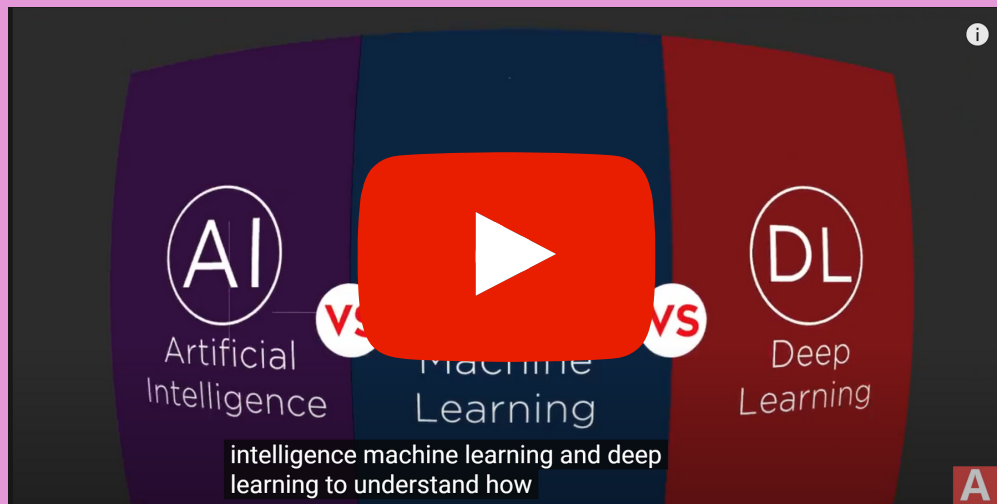 AI
Artificial
Intelligence
VS
Machine
Learning
VS
DL
Deep
Learning
intelligence machine learning and deep
learning to understand how
A
i